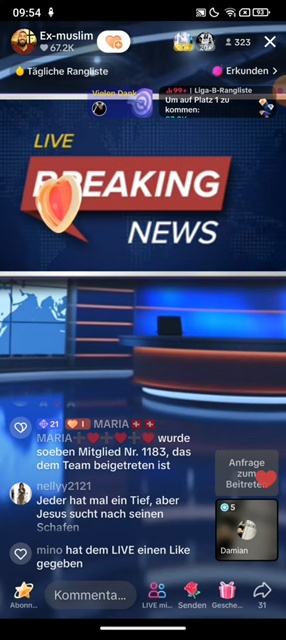 09:54
93
Ex-muslim
67.2K
323
Tägliche Rangliste
Erkunden >
Vielen Dank
99+ | Liga-B-Rangliste
Um auf Platz 1 zu
kommen:
LIVE
BREAKING
NEWS
21 I MARIA
MARIA➕❤️➕❤️➕❤️ wurde
soeben Mitglied Nr. 1183, das
dem Team beigetreten ist
nellyy2121
Jeder hat mal ein Tief, aber
Jesus sucht nach seinen
Schafen
mino hat dem LIVE einen Like
gegeben
Anfrage
zum
Beitreten
5
Damian
Abonn...
Kommenta...
LIVE mi...
Senden
Gesche...
31